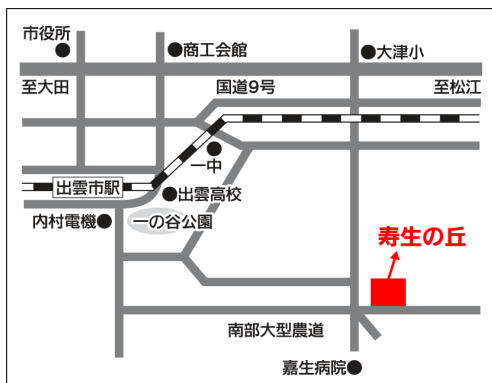 市役所
商工会館
大津小
至大田
国道9号
至松江
一中
出雲市駅
出雲高校
内村電機
一の谷公園
寿生の丘
南部大型農道
嘉生病院